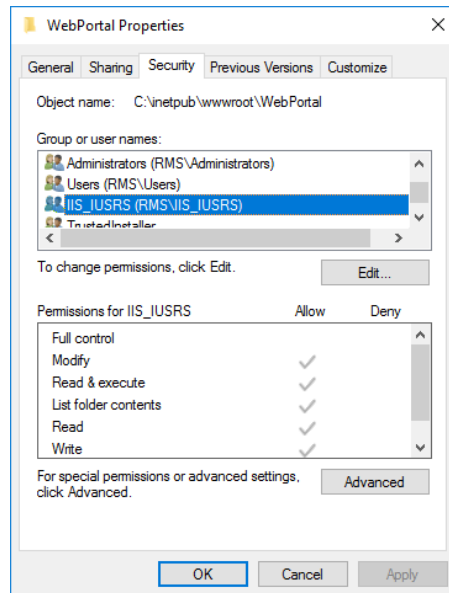 WebPortal Properties
General Sharing Security Previous Versions Customize
Object name: C:\inetpub\wwwroot\WebPortal
Group or user names:
Administrators (RMS\Administrators)
Users (RMS\Users)
IIS_IUSRS (RMS\IIS_IUSRS)
TrustedInstaller
To change permissions, click Edit.
Edit...
Permissions for IIS_IUSRS Allow Deny
Full control
Modify
Read & execute
List folder contents
Read
Write
For special permissions or advanced settings,
click Advanced.
Advanced
OK Cancel Apply